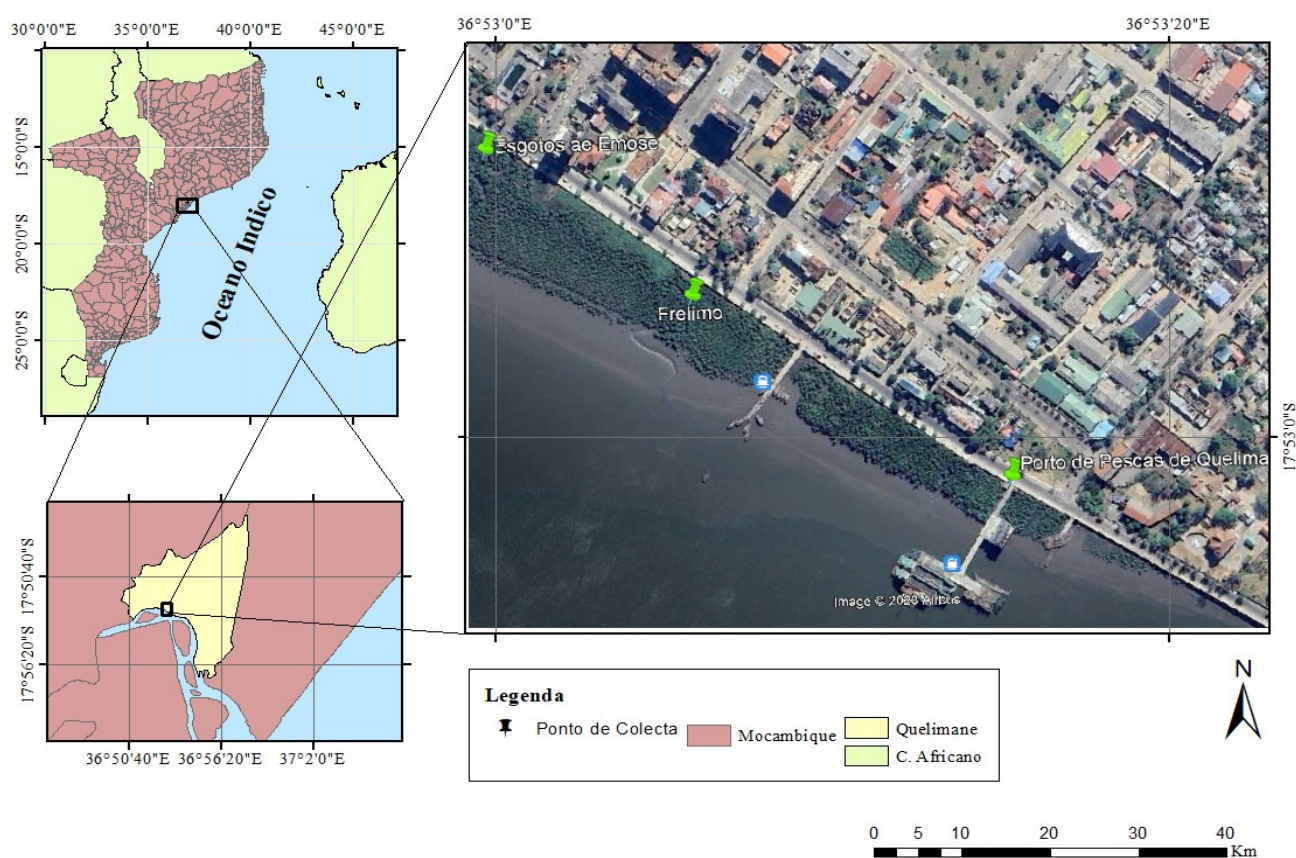 30°0'0"E 35°0'0"E 40°0'0"E 45°0'0"E
15°0'0"S
20°0'0"S
25°0'0"S
Oceano Indico
36°53'0"E
36°53'20"E
17°53'0"S
Esgotos ae Emose
Frelimo
Porto de Pescas de Quelima
Image © 2023 Airbus
17°50'40"S
17°56'20"S
36°50'40"E 36°56'20"E 37°2'0"E
Legenda
Ponto de Colecta
Mocambique
Quelimane
C. Africano
N
0 5 10 20 30 40
Km